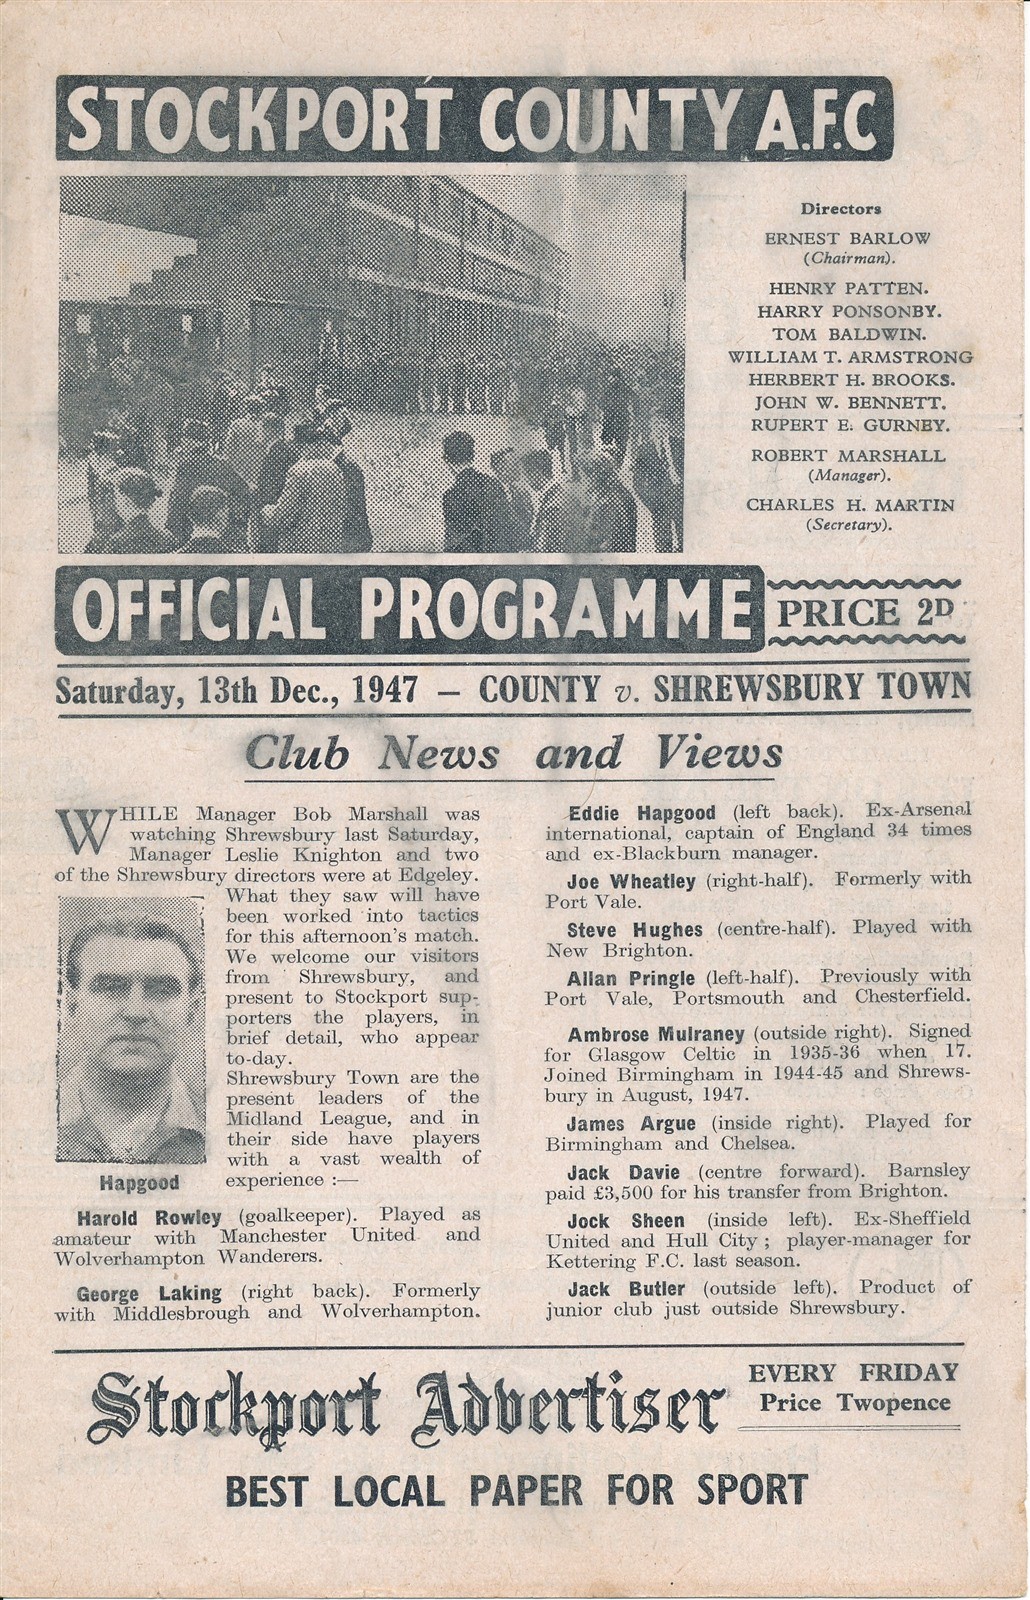 STOCKPORT COUNTY A.F.C
Directors
ERNEST BARLOW
(Chairman).
HENRY PATTEN.
HARRY PONSONBY.
TOM BALDWIN.
WILLIAM T. ARMSTRONG
HERBERT H. BROOKS.
JOHN W. BENNETT.
RUPERT E. GURNEY.
ROBERT MARSHALL
(Manager).
CHARLES H. MARTIN
(Secretary).
OFFICIAL PROGRAMME
PRICE 2D
Saturday, 13th Dec., 1947 — COUNTY v. SHREWSBURY TOWN
Club News and Views
WHILE Manager Bob Marshall was
watching Shrewsbury last Saturday,
Manager Leslie Knighton and two
of the Shrewsbury directors were at Edgeley.
What they saw will have
been worked into tactics
for this afternoon's match.
We welcome our visitors
from Shrewsbury, and
present to Stockport sup-
porters the players, in
brief detail, who appear
to-day.
Shrewsbury Town are the
present leaders of the
Midland League, and in
their side have players
with a vast wealth of
experience :—
Hapgood
Harold Rowley (goalkeeper). Played as
amateur with Manchester United and
Wolverhampton Wanderers.
George Laking (right back). Formerly
with Middlesbrough and Wolverhampton.
Eddie Hapgood (left back). Ex-Arsenal
international, captain of England 34 times
and ex-Blackburn manager.
Joe Wheatley (right-half). Formerly with
Port Vale.
Steve Hughes (centre-half). Played with
New Brighton.
Allan Pringle (left-half). Previously with
Port Vale, Portsmouth and Chesterfield.
Ambrose Mulraney (outside right). Signed
for Glasgow Celtic in 1935-36 when 17.
Joined Birmingham in 1944-45 and Shrews-
bury in August, 1947.
James Argue (inside right). Played for
Birmingham and Chelsea.
Jack Davie (centre forward). Barnsley
paid £3,500 for his transfer from Brighton.
Jock Sheen (inside left). Ex-Sheffield
United and Hull City ; player-manager for
Kettering F.C. last season.
Jack Butler (outside left). Product of
junior club just outside Shrewsbury.
Stockport Advertiser
EVERY FRIDAY
Price Twopence
BEST LOCAL PAPER FOR SPORT